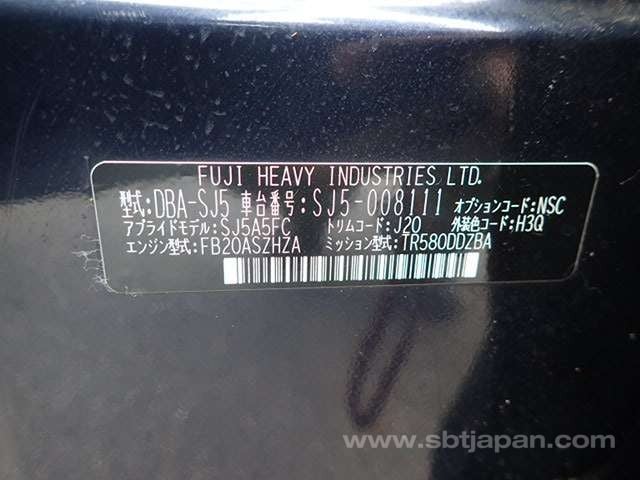 FUJI HEAVY INDUSTRIES LTD.
型式:DBA-SJ5 車台番号:SJ5-008111 オプションコード:NSC
アプライドモデル:SJ5A5FC トリムコード:J20 外装色コード:H3Q
エンジン型式:FB20ASZHZA ミッション型式:TR580DDZBA
www.sbtjapan.com